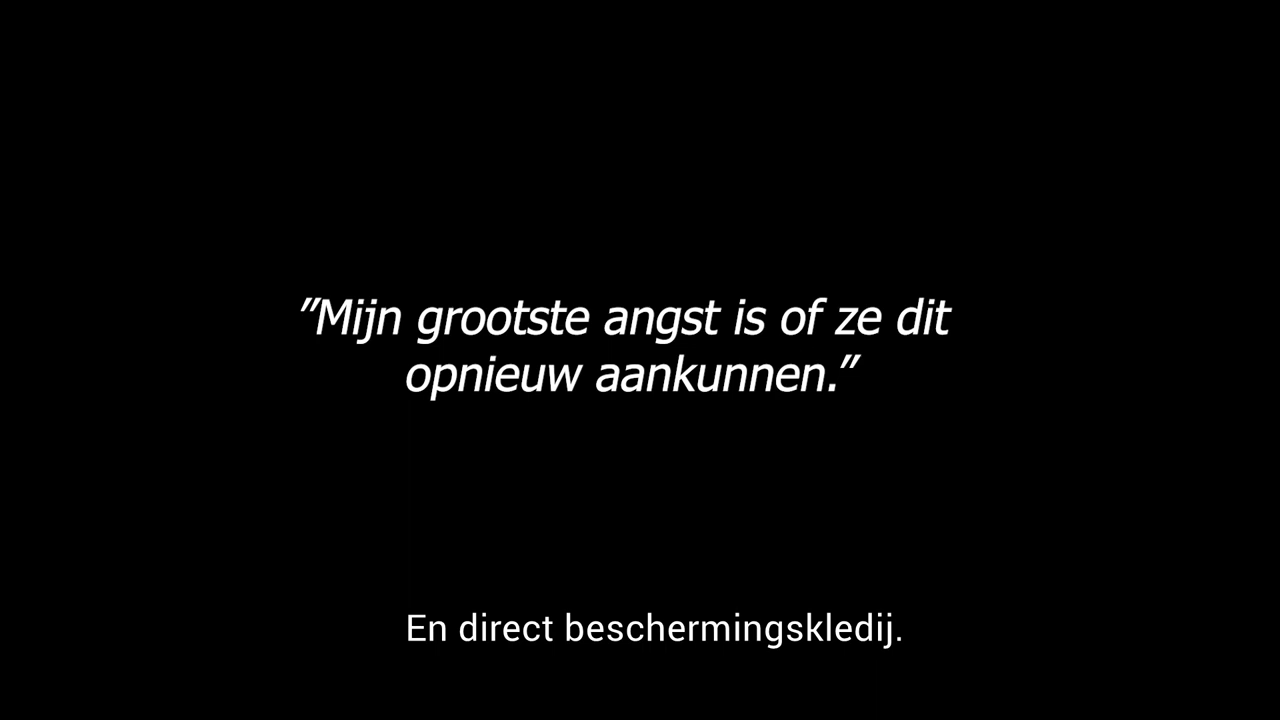 ”Mijn grootste angst is of ze dit
opnieuw aankunnen.”
En direct beschermingskledij.